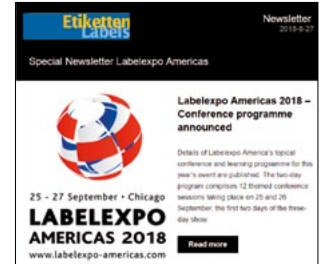 Etiketten
Labels
Newsletter
2018-8-27
Special Newsletter Labelexpo Americas
Labelexpo Americas 2018 –
Conference programme
announced
Details of Labelexpo America's topical
conference and learning programme for this
year's event are published. The two-day
program comprises 12 themed conference
sessions taking place on 25 and 26
September, the first two days of the three-
day show.
Read more
25 - 27 September • Chicago
LABELEXPO
AMERICAS 2018
www.labelexpo-americas.com